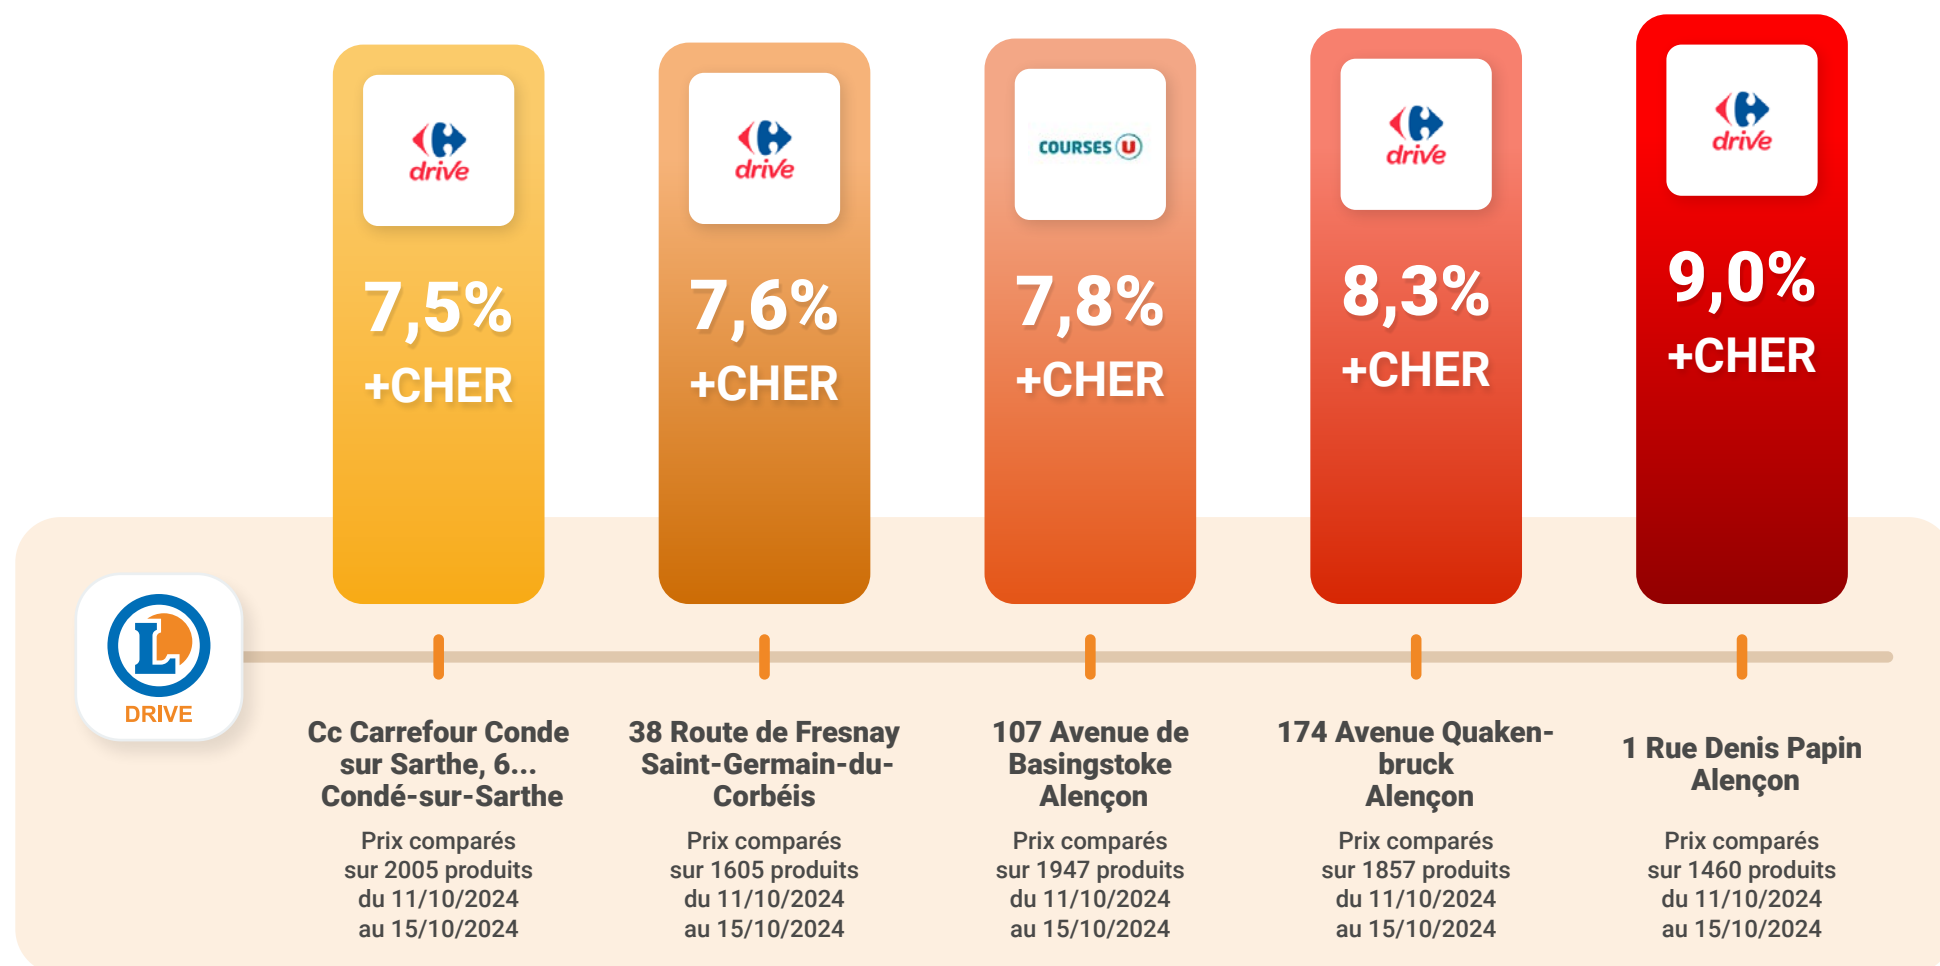 drive
7,5%
+CHER
drive
7,6%
+CHER
COURSES U
7,8%
+CHER
drive
8,3%
+CHER
drive
9,0%
+CHER
L
DRIVE
Cc Carrefour Conde
sur Sarthe, 6...
Condé-sur-Sarthe
Prix comparés
sur 2005 produits
du 11/10/2024
au 15/10/2024
38 Route de Fresnay
Saint-Germain-du-
Corbéis
Prix comparés
sur 1605 produits
du 11/10/2024
au 15/10/2024
107 Avenue de
Basingstoke
Alençon
Prix comparés
sur 1947 produits
du 11/10/2024
au 15/10/2024
174 Avenue Quaken-
bruck
Alençon
Prix comparés
sur 1857 produits
du 11/10/2024
au 15/10/2024
1 Rue Denis Papin
Alençon
Prix comparés
sur 1460 produits
du 11/10/2024
au 15/10/2024